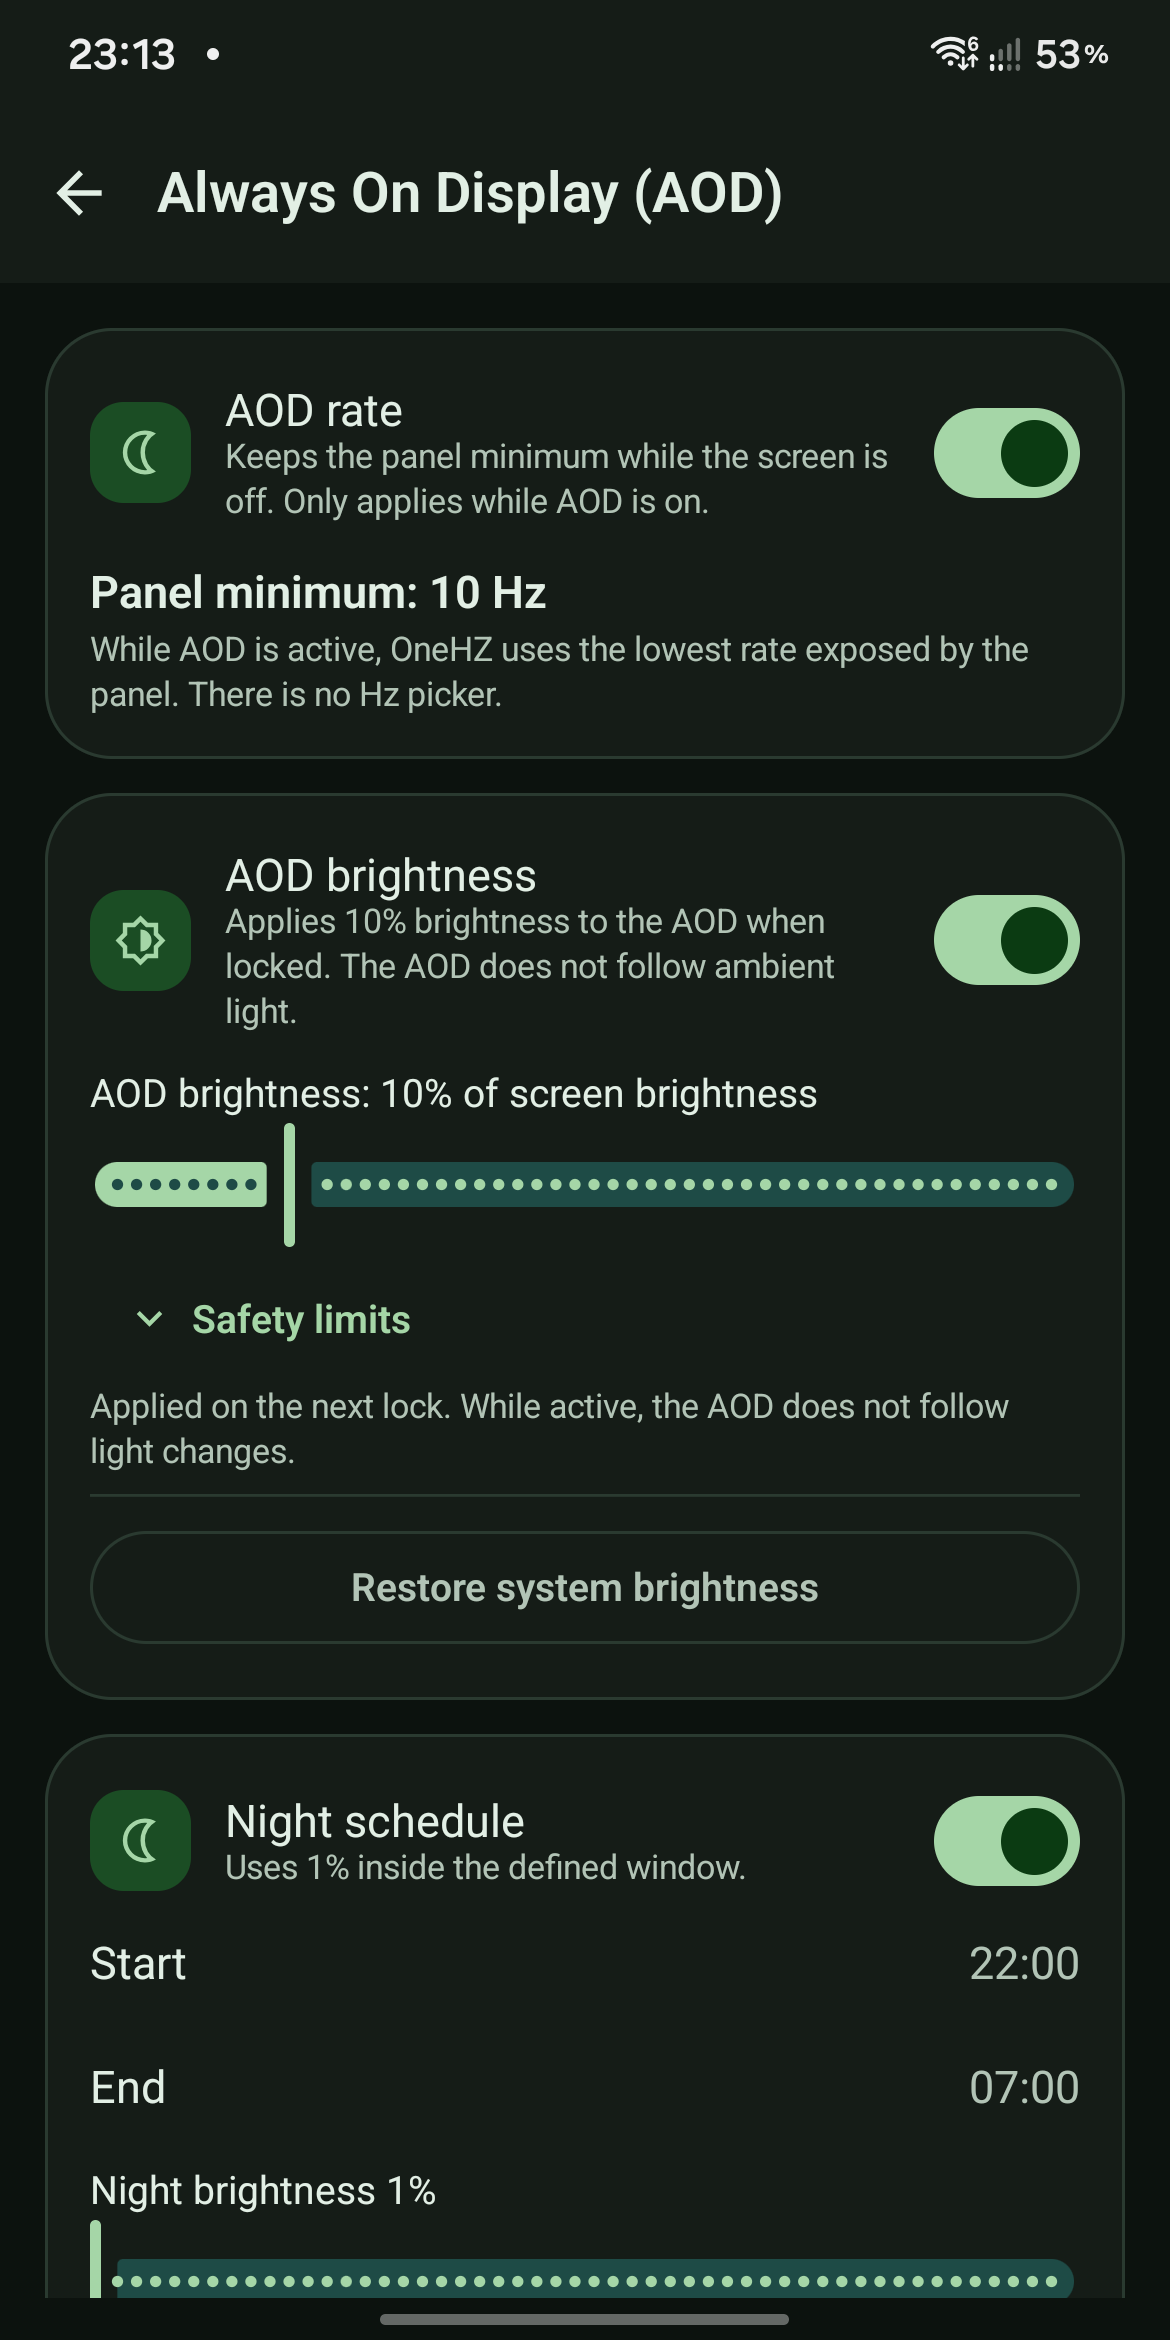 23:13
6
53%
Always On Display (AOD)
AOD rate
Keeps the panel minimum while the screen is
off. Only applies while AOD is on.
Panel minimum: 10 Hz
While AOD is active, OneHZ uses the lowest rate exposed by the
panel. There is no Hz picker.
AOD brightness
Applies 10% brightness to the AOD when
locked. The AOD does not follow ambient
light.
AOD brightness: 10% of screen brightness
Safety limits
Applied on the next lock. While active, the AOD does not follow
light changes.
Restore system brightness
Night schedule
Uses 1% inside the defined window.
Start
22:00
End
07:00
Night brightness 1%